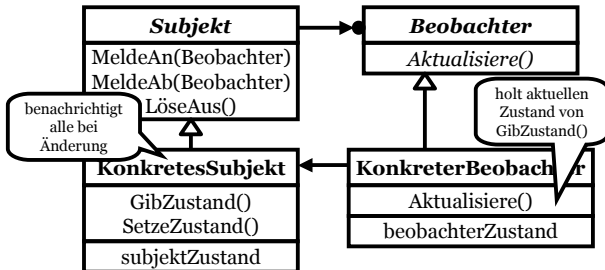 Subjekt
MeldeAn(Beobachter)
MeldeAb(Beobachter)
LöseAus()
Beobachter
Aktualisiere()
benachrichtigt
alle bei
Änderung
holt aktuellen
Zustand von
GibZustand()
KonkretesSubjekt
GibZustand()
SetzeZustand()
subjektZustand
KonkreterBeobachter
Aktualisiere()
beobachterZustand